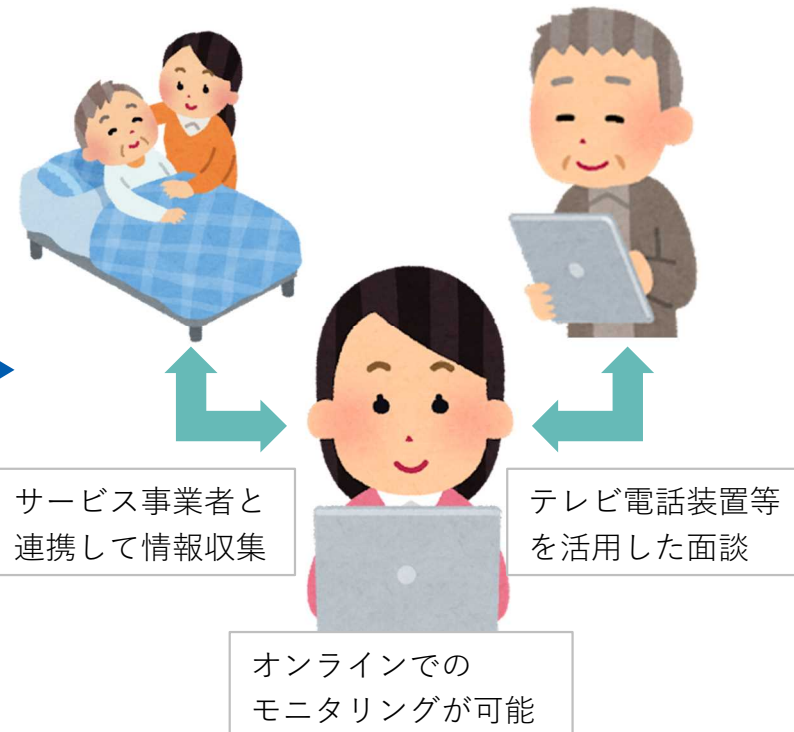 サービス事業者と
連携して情報収集
テレビ電話装置等
を活用した面談
オンラインでの
モニタリングが可能